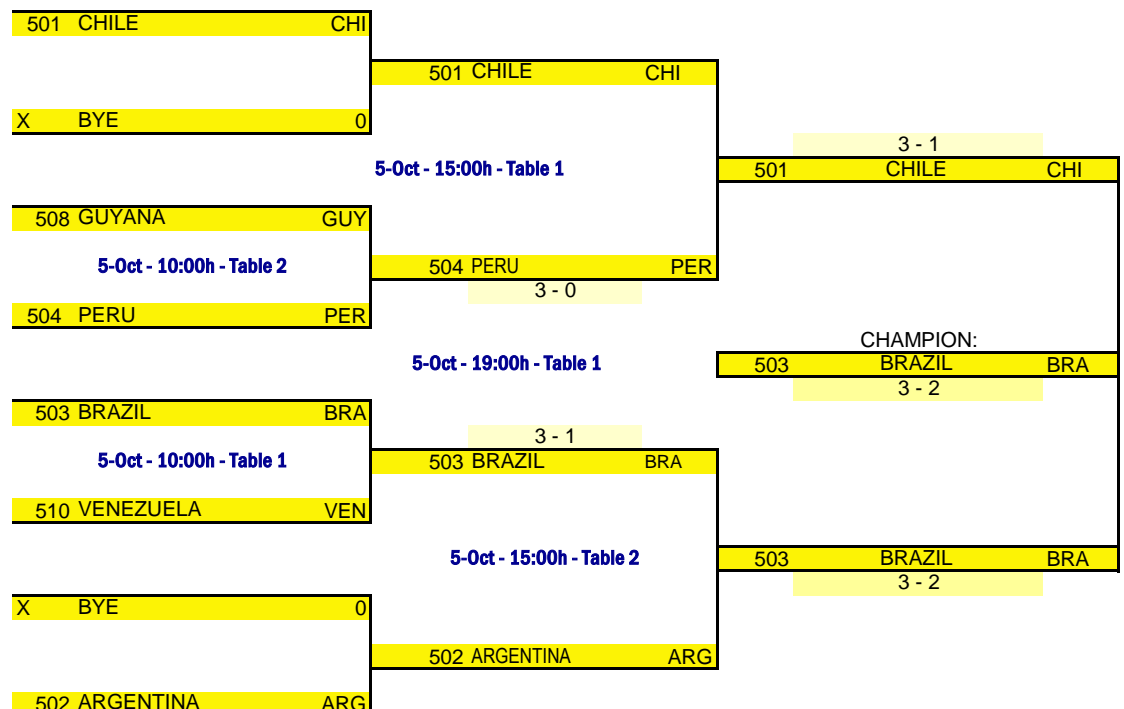 501 CHILE CHI
501 CHILE CHI
X BYE 0
3 - 1
5-Oct - 15:00h - Table 1
501 CHILE CHI
508 GUYANA GUY
5-Oct - 10:00h - Table 2
504 PERU PER
3 - 0
504 PERU PER
CHAMPION:
5-Oct - 19:00h - Table 1
503 BRAZIL BRA
3 - 2
503 BRAZIL BRA
3 - 1
5-Oct - 10:00h - Table 1
503 BRAZIL BRA
510 VENEZUELA VEN
5-Oct - 15:00h - Table 2
503 BRAZIL BRA
3 - 2
X BYE 0
502 ARGENTINA ARG
502 ARGENTINA ARG